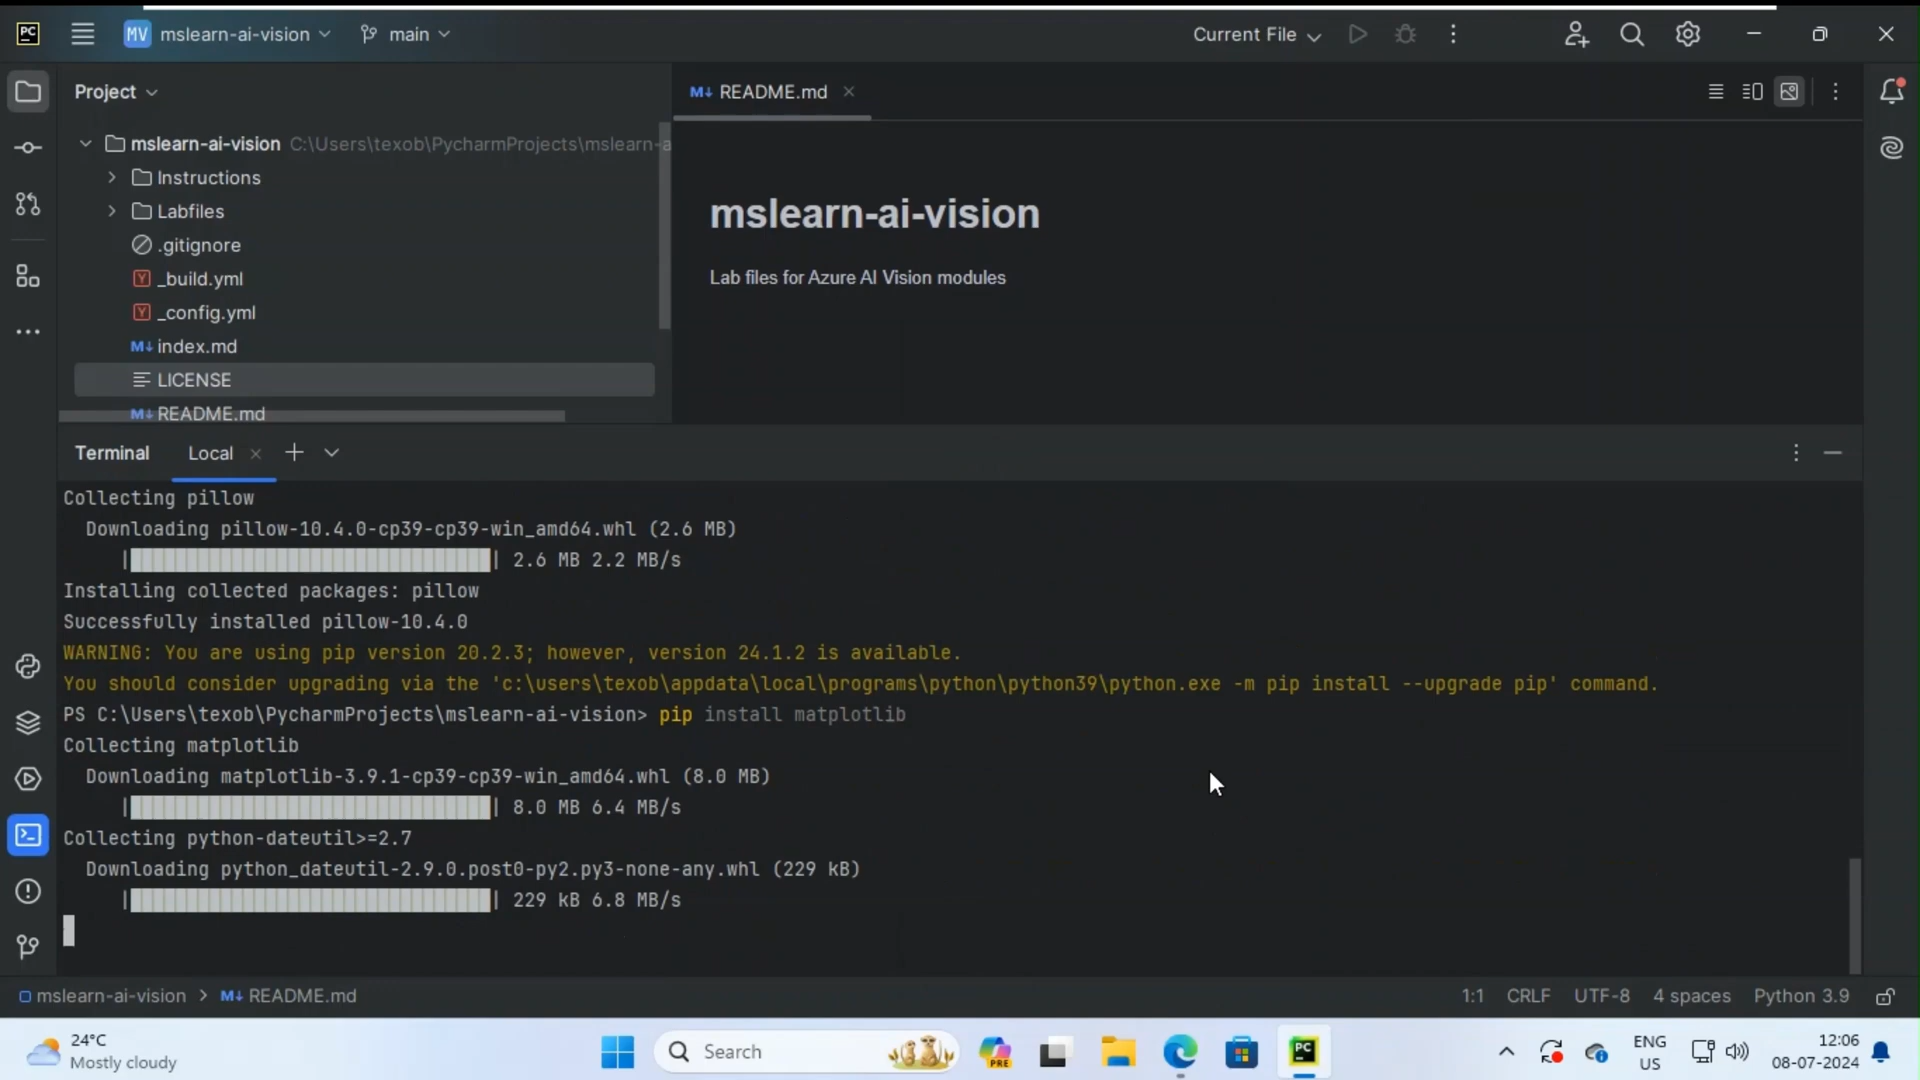 PC MV mslearn-ai-vision main Current File
Project
M↓ README.md
mslearn-ai-vision C:\Users\texob\PycharmProjects\mslearn-a
Instructions
Labfiles
.gitignore
Y _build.yml
Y _config.yml
M↓ index.md
LICENSE
M↓ README.md
mslearn-ai-vision
Lab files for Azure AI Vision modules
Terminal Local
Collecting pillow
Downloading pillow-10.4.0-cp39-cp39-win_amd64.whl (2.6 MB)
| | 2.6 MB 2.2 MB/s
Installing collected packages: pillow
Successfully installed pillow-10.4.0
WARNING: You are using pip version 20.2.3; however, version 24.1.2 is available.
You should consider upgrading via the 'c:\users\texob\appdata\local\programs\python\python39\python.exe -m pip install --upgrade pip' command.
PS C:\Users\texob\PycharmProjects\mslearn-ai-vision> pip install matplotlib
Collecting matplotlib
Downloading matplotlib-3.9.1-cp39-cp39-win_amd64.whl (8.0 MB)
| | 8.0 MB 6.4 MB/s
Collecting python-dateutil>=2.7
Downloading python_dateutil-2.9.0.post0-py2.py3-none-any.whl (229 kB)
| | 229 kB 6.8 MB/s
mslearn-ai-vision > M↓ README.md 1:1 CRLF UTF-8 4 spaces Python 3.9
24°C
Mostly cloudy
Search
PRE
PC
ENG
US
12:06
08-07-2024